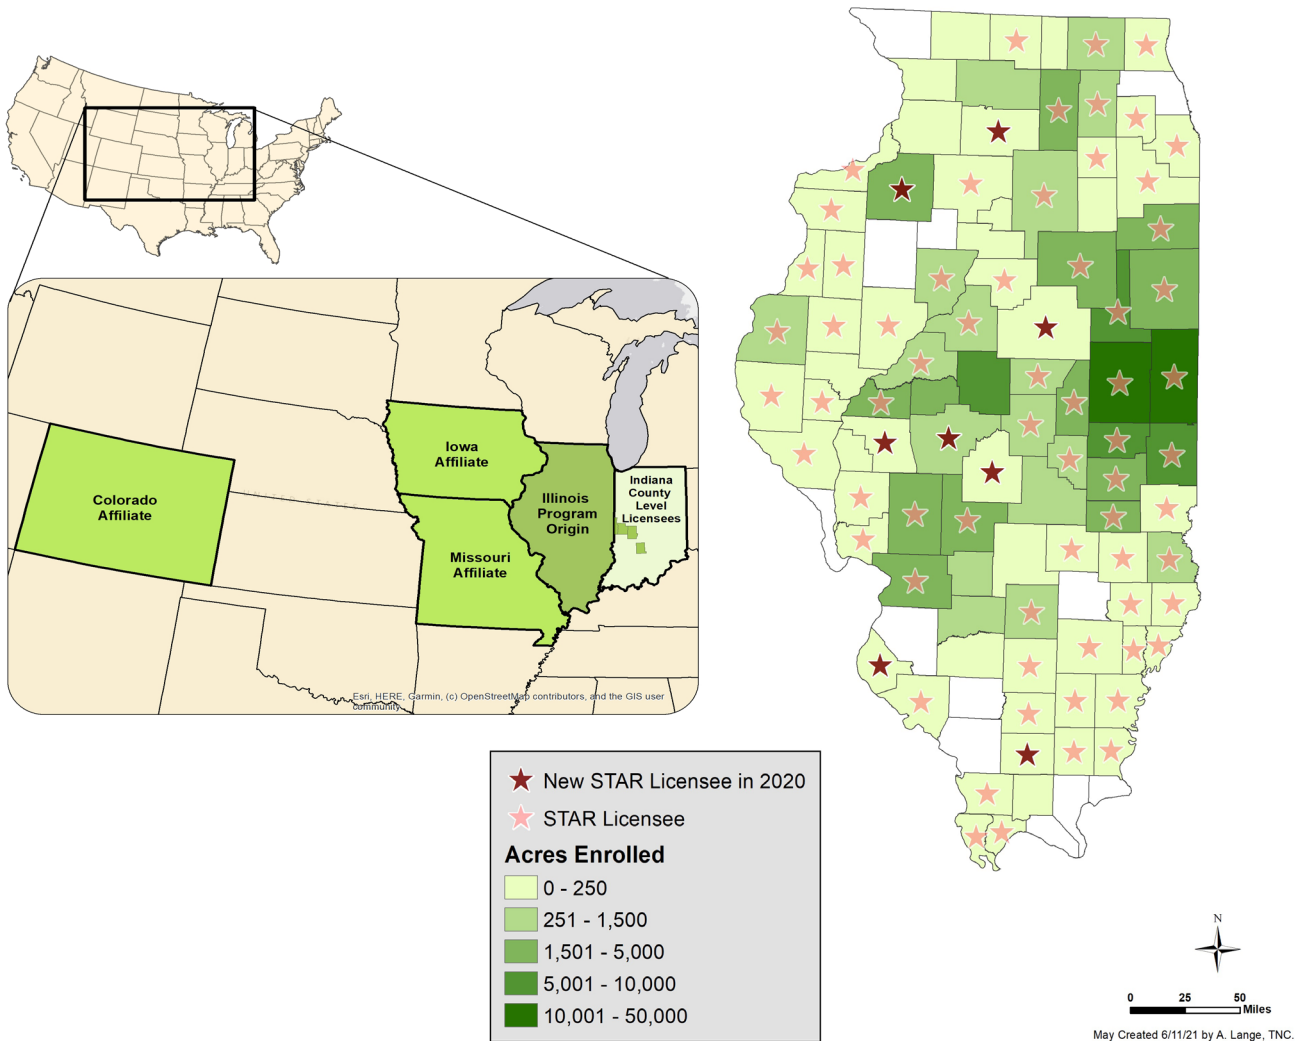 Iowa
Affiliate
Colorado
Affiliate
Illinois
Program
Origin
Indiana
County
Level
Licensees
Missouri
Affiliate
UNITED STATES
Esri, HERE, Garmin, (c) OpenStreetMap contributors, and the GIS user
community
New STAR Licensee in 2020
STAR Licensee
Acres Enrolled
0 - 250
251 - 1,500
1,501 - 5,000
5,001 - 10,000
10,001 - 50,000
N
0 25 50
Miles
May Created 6/11/21 by A. Lange, TNC.